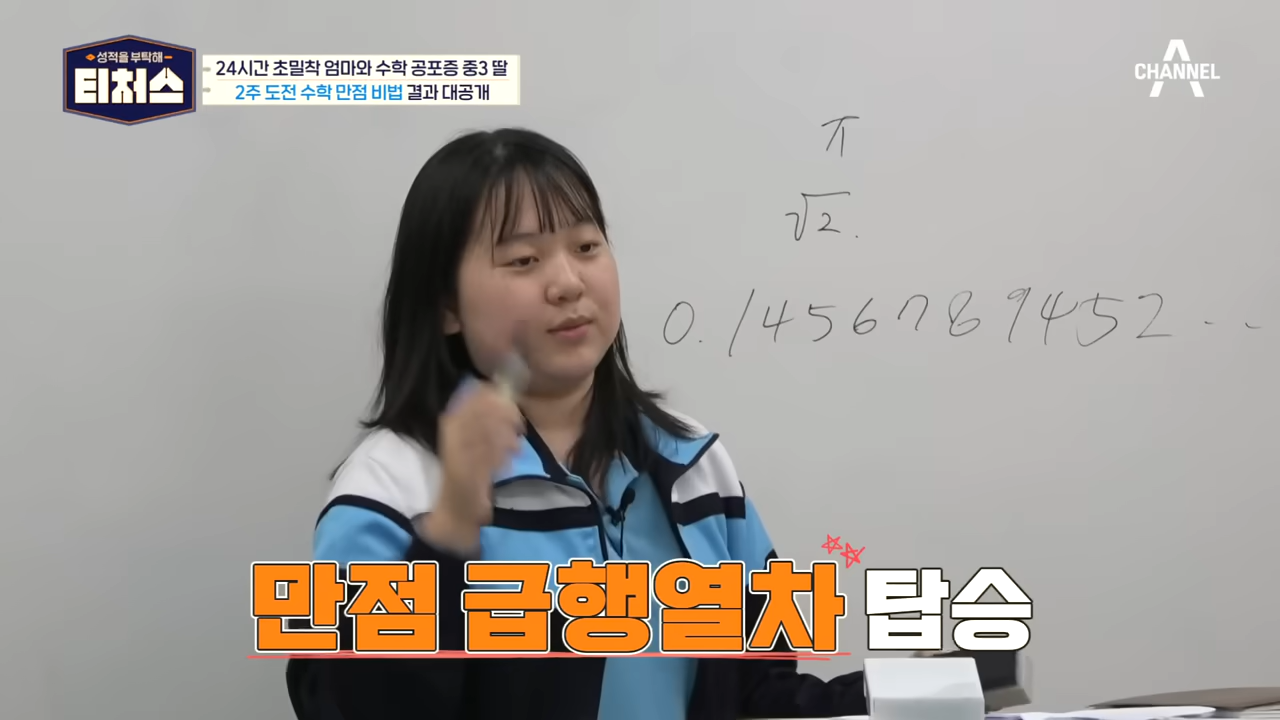 성적을 부탁해
티처스
24시간 초밀착 엄마와 수학 공포증 중3 딸
2주 도전 수학 만점 비법 결과 대공개
CHANNEL A
π
√2.
0.1456789452...
만점 급행열차 탑승